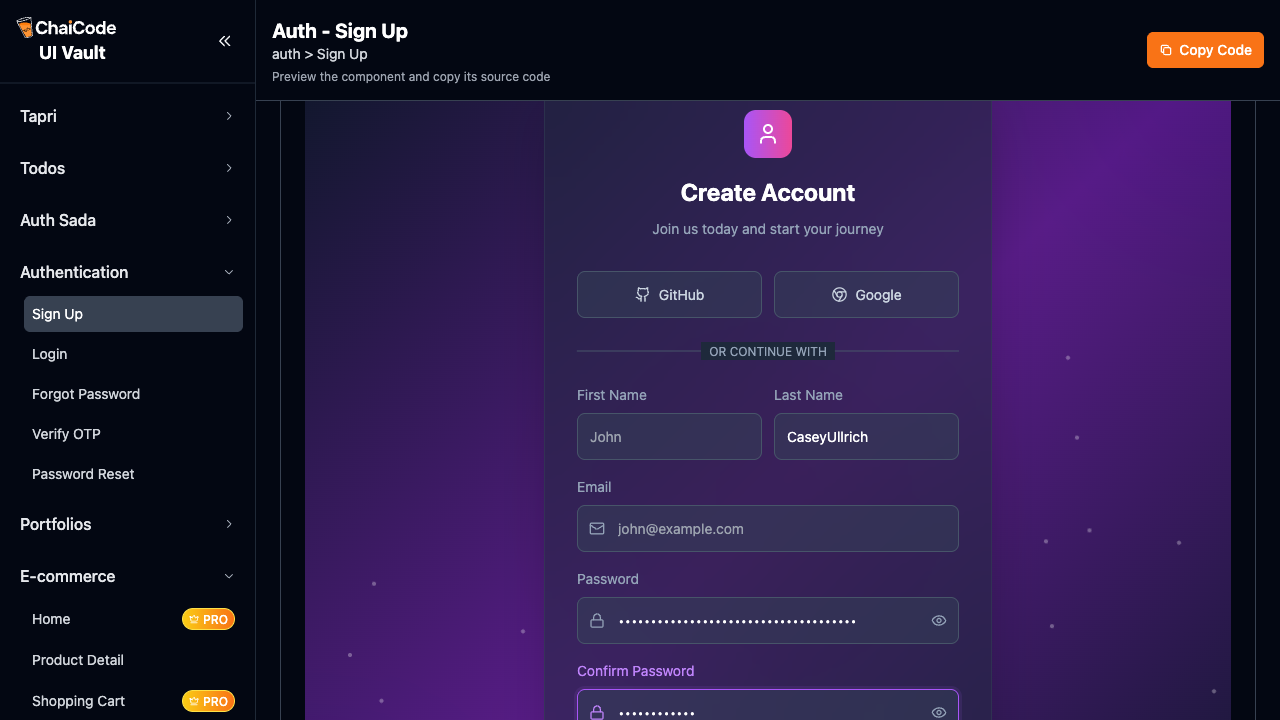 ChaiCode
UI Vault
Tapri
Todos
Auth Sada
Authentication
Sign Up
Login
Forgot Password
Verify OTP
Password Reset
Portfolios
E-commerce
Home
PRO
Product Detail
Shopping Cart
PRO
Auth - Sign Up
auth > Sign Up
Preview the component and copy its source code
Copy Code
Create Account
Join us today and start your journey
GitHub
Google
OR CONTINUE WITH
First Name
Last Name
John
CaseyUllrich
Email
john@example.com
Password
Confirm Password